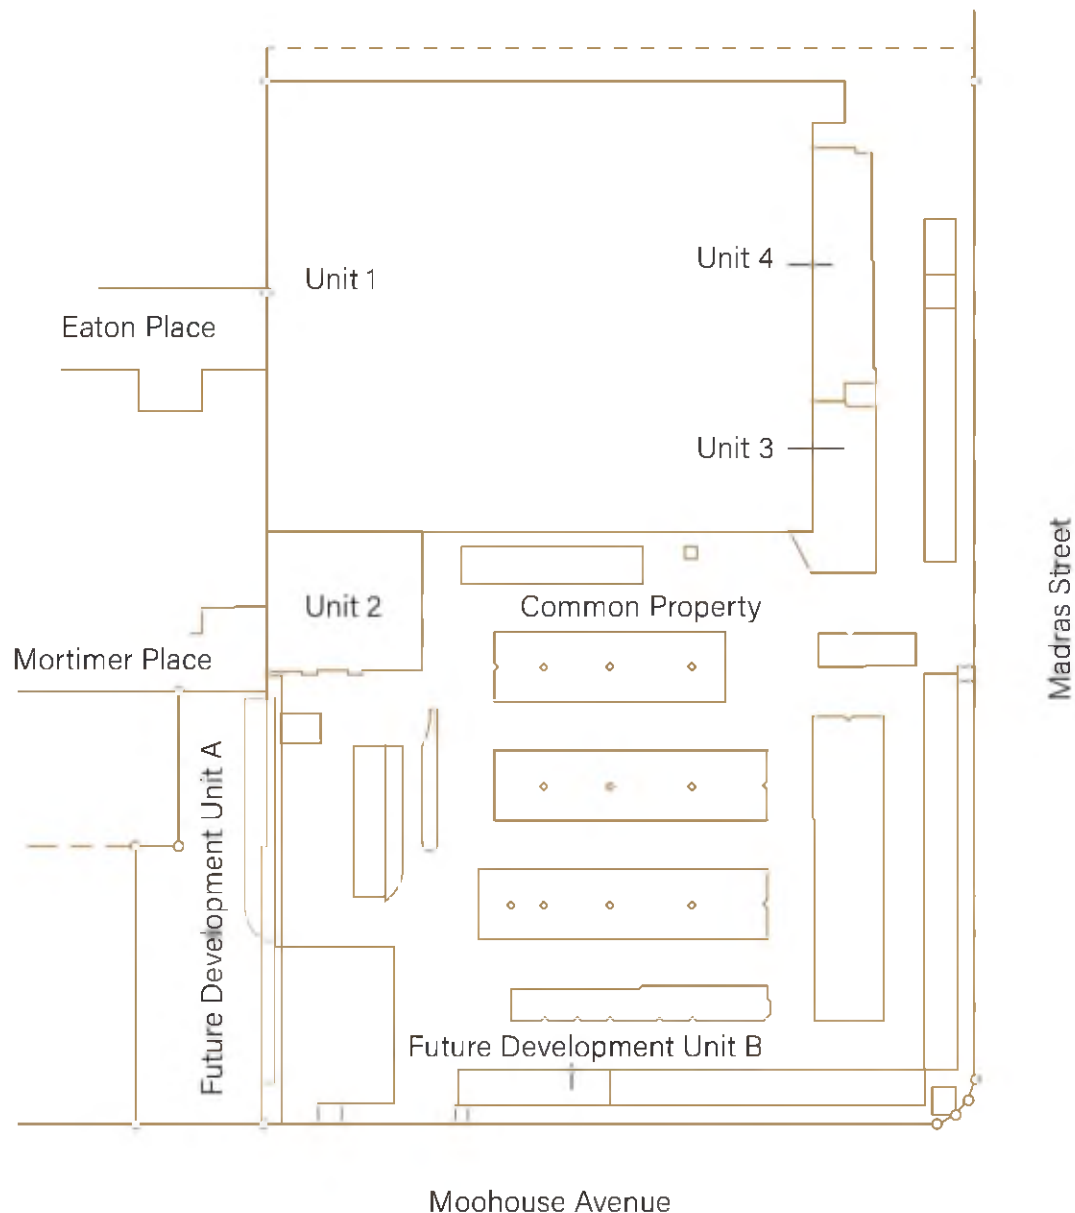 Unit 4
Unit 1
Eaton Place
Unit 3
Madras Street
Unit 2
Common Property
Mortimer Place
Future Development Unit A
Future Development Unit B
Moohouse Avenue